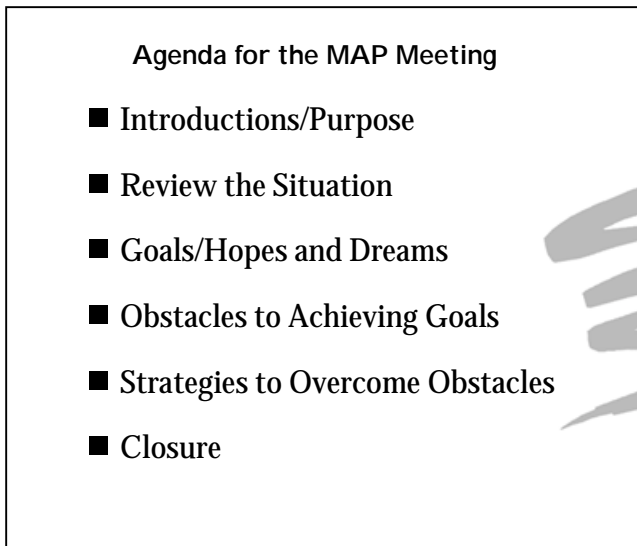 Agenda for the MAP Meeting
■ Introductions/Purpose
■ Review the Situation
■ Goals/Hopes and Dreams
■ Obstacles to Achieving Goals
■ Strategies to Overcome Obstacles
■ Closure